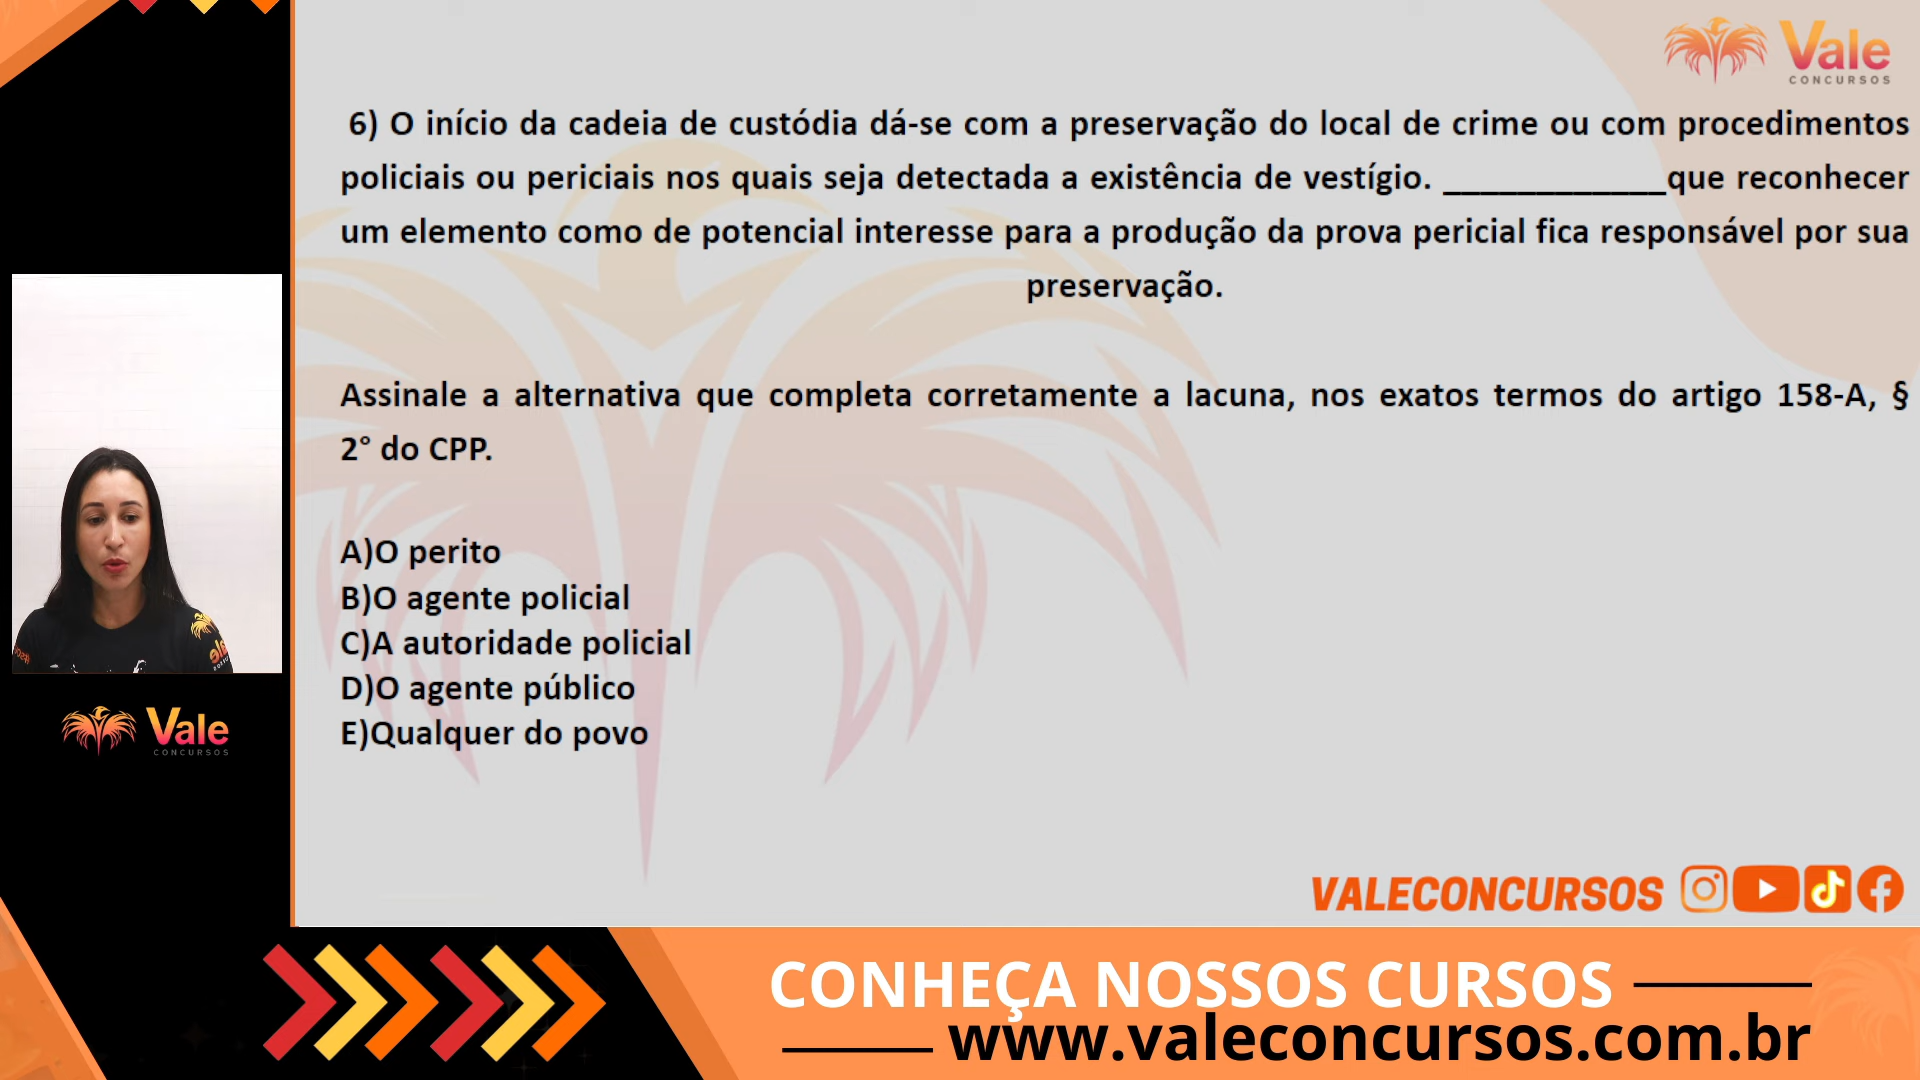 Vale
CONCURSOS
6) O início da cadeia de custódia dá-se com a preservação do local de crime ou com procedimentos
policiais ou periciais nos quais seja detectada a existência de vestígio. ____________que reconhecer
um elemento como de potencial interesse para a produção da prova pericial fica responsável por sua
preservação.
Assinale a alternativa que completa corretamente a lacuna, nos exatos termos do artigo 158-A, §
2° do CPP.
A)O perito
B)O agente policial
C)A autoridade policial
D)O agente público
E)Qualquer do povo
Vale
CONCURSOS
VALECONCURSOS
CONHEÇA NOSSOS CURSOS
www.valeconcursos.com.br